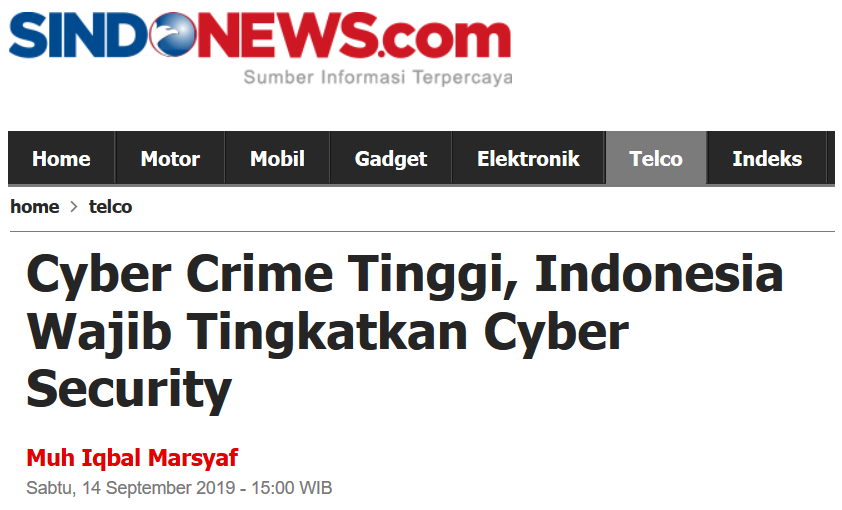 SINDONEWS.com
Sumber Informasi Terpercaya
Home Motor Mobil Gadget Elektronik Telco Indeks
home > telco
Cyber Crime Tinggi, Indonesia
Wajib Tingkatkan Cyber
Security
Muh Iqbal Marsyaf
Sabtu, 14 September 2019 - 15:00 WIB